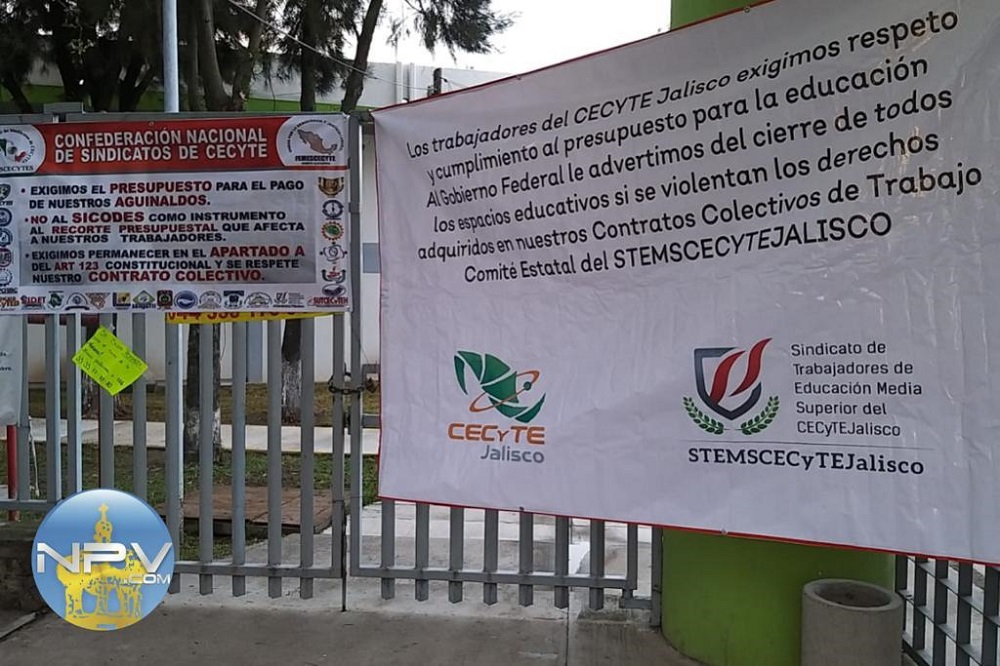 CONFEDERACIÓN NACIONAL
DE SINDICATOS DE CECYTE
• EXIGIMOS EL PRESUPUESTO PARA EL PAGO
DE NUESTROS AGUINALDOS.
• NO AL SICODES COMO INSTRUMENTO
AL RECORTE PRESUPUESTAL QUE AFECTA
A NUESTROS TRABAJADORES.
• EXIGIMOS PERMANECER EN EL APARTADO A
DEL ART 123 CONSTITUCIONAL Y SE RESPETE
NUESTRO CONTRATO COLECTIVO.
Los trabajadores del CECYTE Jalisco exigimos respeto
y cumplimiento al presupuesto para la educación
Al Gobierno Federal le advertimos del cierre de todos
los espacios educativos si se violentan los derechos
adquiridos en nuestros Contratos Colectivos de Trabajo
Comité Estatal del STEMSCECYTEJALISCO
CECyTE
Jalisco
Sindicato de
Trabajadores de
Educación Media
Superior del
CECyTEJalisco
STEMSCECyTEJalisco
NPV
.COM